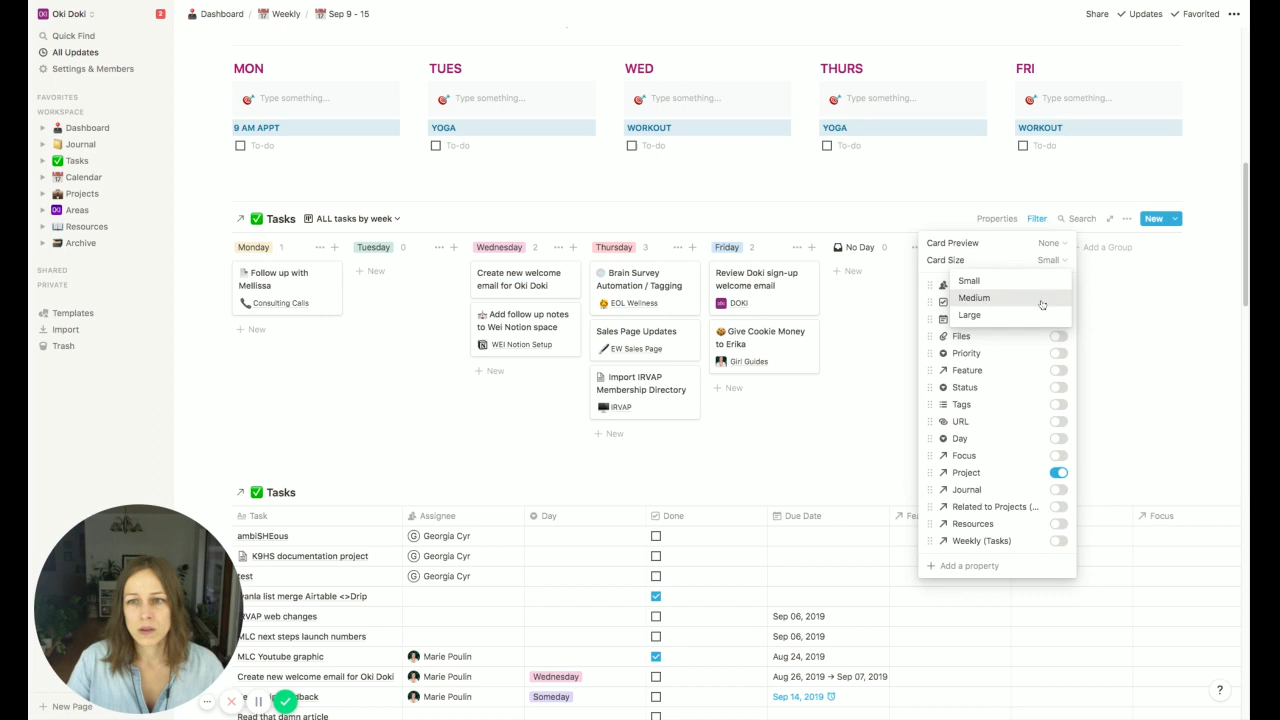 Oki Doki
3
Quick Find
All Updates
Settings & Members
FAVORITES
WORKSPACE
Dashboard
Journal
Tasks
Calendar
Projects
Areas
Resources
Archive
SHARED
PRIVATE
Templates
Import
Trash
New Page
Dashboard / Weekly / Sep 9 - 15
Share Updates Favorited
MON TUES WED THURS FRI
Type something... Type something... Type something... Type something... Type something...
9 AM APPT YOGA WORKOUT YOGA WORKOUT
To-do To-do To-do To-do To-do
Tasks ALL tasks by week
Properties Filter Search New
Monday 1 Tuesday 0 Wednesday 2 Thursday 3 Friday 2 No Day 0 Add a Group
Follow up with
Mellissa
Consulting Calls
+ New
+ New
Create new welcome
email for Oki Doki
Add follow up notes
to Wei Notion space
WEI Notion Setup
+ New
Brain Survey
Automation / Tagging
EOL Wellness
Sales Page Updates
EW Sales Page
Import IRVAP
Membership Directory
IRVAP
+ New
Review Doki sign-up
welcome email
DOKI
Give Cookie Money
to Erika
Girl Guides
+ New
+ New
Card Preview None
Card Size Small
Small
Medium
Large
Files
Priority
Feature
Status
Tags
URL
Day
Focus
Project
Journal
Related to Projects (...
Resources
Weekly (Tasks)
+ Add a property
Tasks
Task Assignee Day Done Due Date Focus
ambiSHEous Georgia Cyr
K9HS documentation project Georgia Cyr
test Georgia Cyr
list merge Airtable <>Drip
web changes Sep 06, 2019
MLC next steps launch numbers Sep 06, 2019
MLC Youtube graphic Marie Poulin Aug 24, 2019
Create new welcome email for Oki Doki Marie Poulin Wednesday Aug 26, 2019 → Sep 07, 2019
Marie Poulin Someday Sep 14, 2019
Read that damn article
?